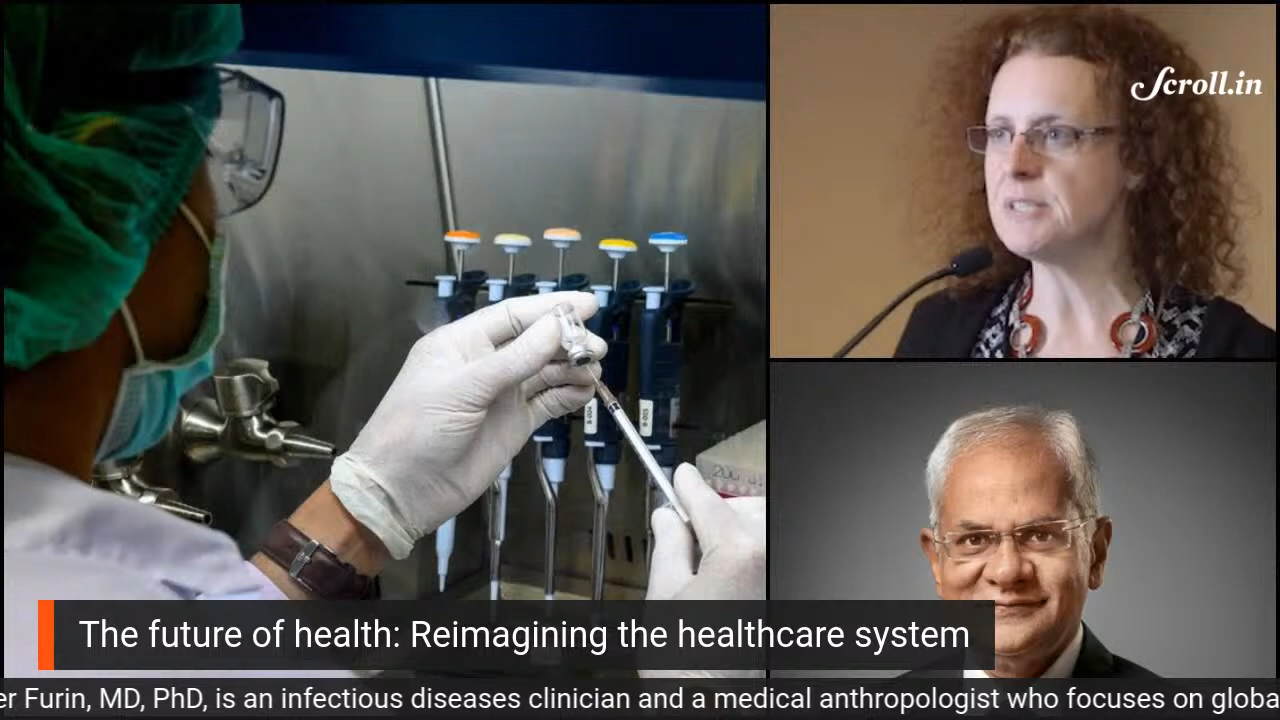 Scroll.in
The future of health: Reimagining the healthcare system
er Furin, MD, PhD, is an infectious diseases clinician and a medical anthropologist who focuses on globa